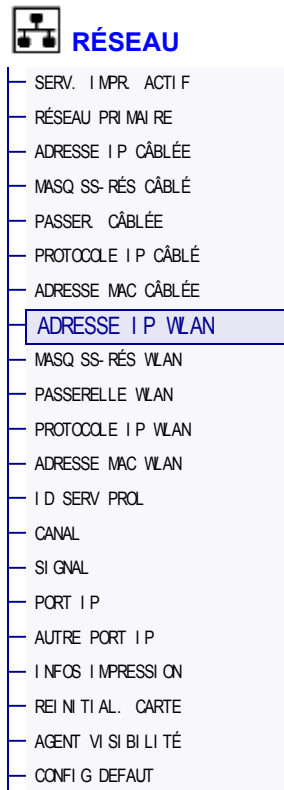 RÉSEAU
SERV. IMPR. ACTIF
RÉSEAU PRIMAIRE
ADRESSE IP CÂBLÉE
MASQ SS-RÉS CÂBLÉ
PASSER. CÂBLÉE
PROTOCOLE IP CÂBLÉ
ADRESSE MAC CÂBLÉE
ADRESSE IP WLAN
MASQ SS-RÉS WLAN
PASSERELLE WLAN
PROTOCOLE IP WLAN
ADRESSE MAC WLAN
ID SERV PROL
CANAL
SIGNAL
PORT IP
AUTRE PORT IP
INFOS IMPRESSION
REINITIAL. CARTE
AGENT VISIBILITÉ
CONFIG DEFAUT